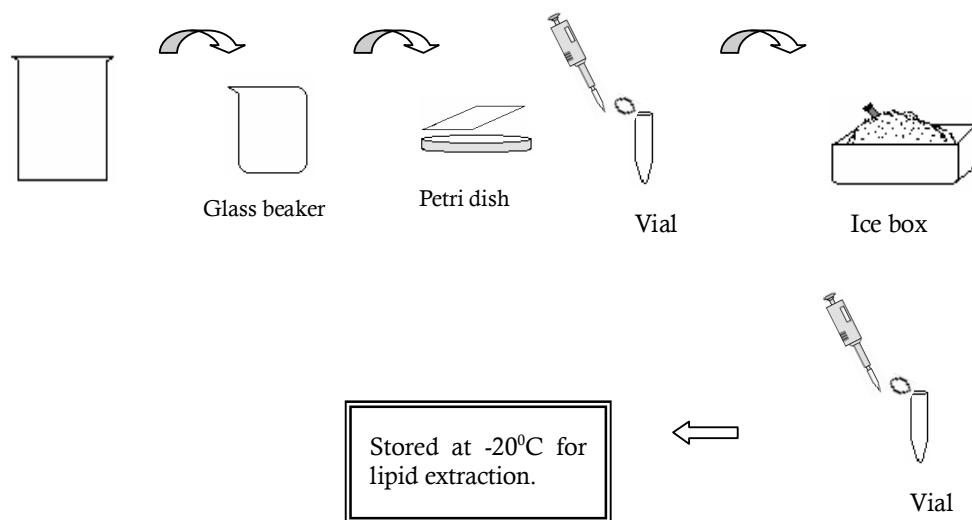 Glass beaker
Petri dish
Vial
Ice box
Stored at -20⁰C for
lipid extraction.
Vial